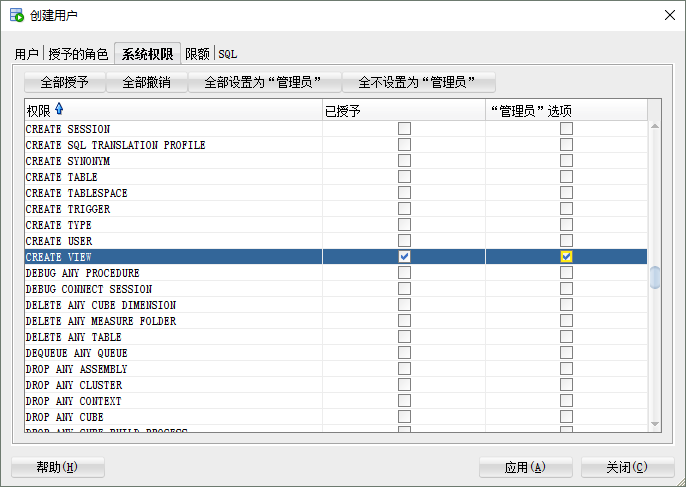 创建用户
用户 授予的角色 系统权限 限额 SQL
全部授予 全部撤销 全部设置为“管理员” 全不设置为“管理员”
权限 已授予 “管理员”选项
CREATE SESSION
CREATE SQL TRANSLATION PROFILE
CREATE SYNONYM
CREATE TABLE
CREATE TABLESPACE
CREATE TRIGGER
CREATE TYPE
CREATE USER
CREATE VIEW
DEBUG ANY PROCEDURE
DEBUG CONNECT SESSION
DELETE ANY CUBE DIMENSION
DELETE ANY MEASURE FOLDER
DELETE ANY TABLE
DEQUEUE ANY QUEUE
DROP ANY ASSEMBLY
DROP ANY CLUSTER
DROP ANY CONTEXT
DROP ANY CUBE
DROP ANY CUBE BUILD PROCESS
帮助(H) 应用(A) 关闭(C)